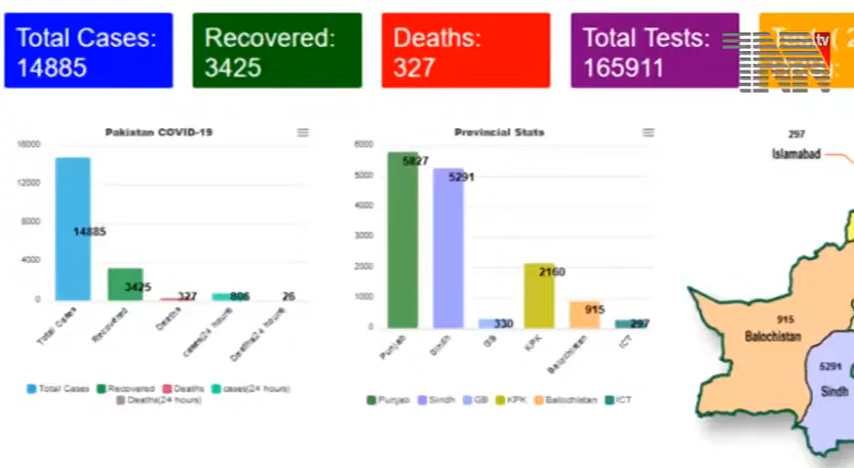 Total Cases:
14885
Recovered:
3425
Deaths:
327
Total Tests:
165911
tv
Pakistan COVID-19
16000
12000
8000
4000
0
14885
3425
327
806
26
Total Cases
Recovered
Deaths
cases(24 hours)
Deaths(24 hours)
Total Cases Recovered Deaths cases(24 hours)
Deaths(24 hours)
Provincial Stats
6000
5000
4000
3000
2000
1000
0
5827
5291
330
2160
915
297
Punjab
Sindh
GB
KPK
Balochistan
ICT
Punjab Sindh GB KPK Balochistan ICT
297
Islamabad
915
Balochistan
5291
Sindh